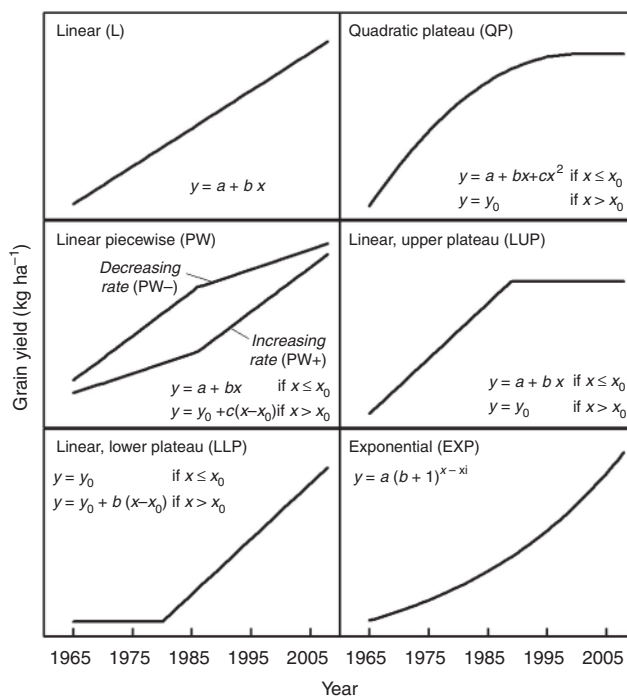 Linear (L)
y = a + b x
Quadratic plateau (QP)
y = a + bx+cx² if x ≤ x₀
y = y₀ if x > x₀
Linear piecewise (PW)
Decreasing
rate (PW–)
Increasing
rate (PW+)
y = a + bx if x ≤ x₀
y = y₀ +c(x–x₀)if x > x₀
Linear, upper plateau (LUP)
y = a + b x if x ≤ x₀
y = y₀ if x > x₀
Linear, lower plateau (LLP)
y = y₀ if x ≤ x₀
y = y₀ + b (x–x₀) if x > x₀
Exponential (EXP)
y = a (b + 1)^{x – xi}
Grain yield (kg ha⁻¹)
1965 1975 1985 1995 2005 1965 1975 1985 1995 2005
Year